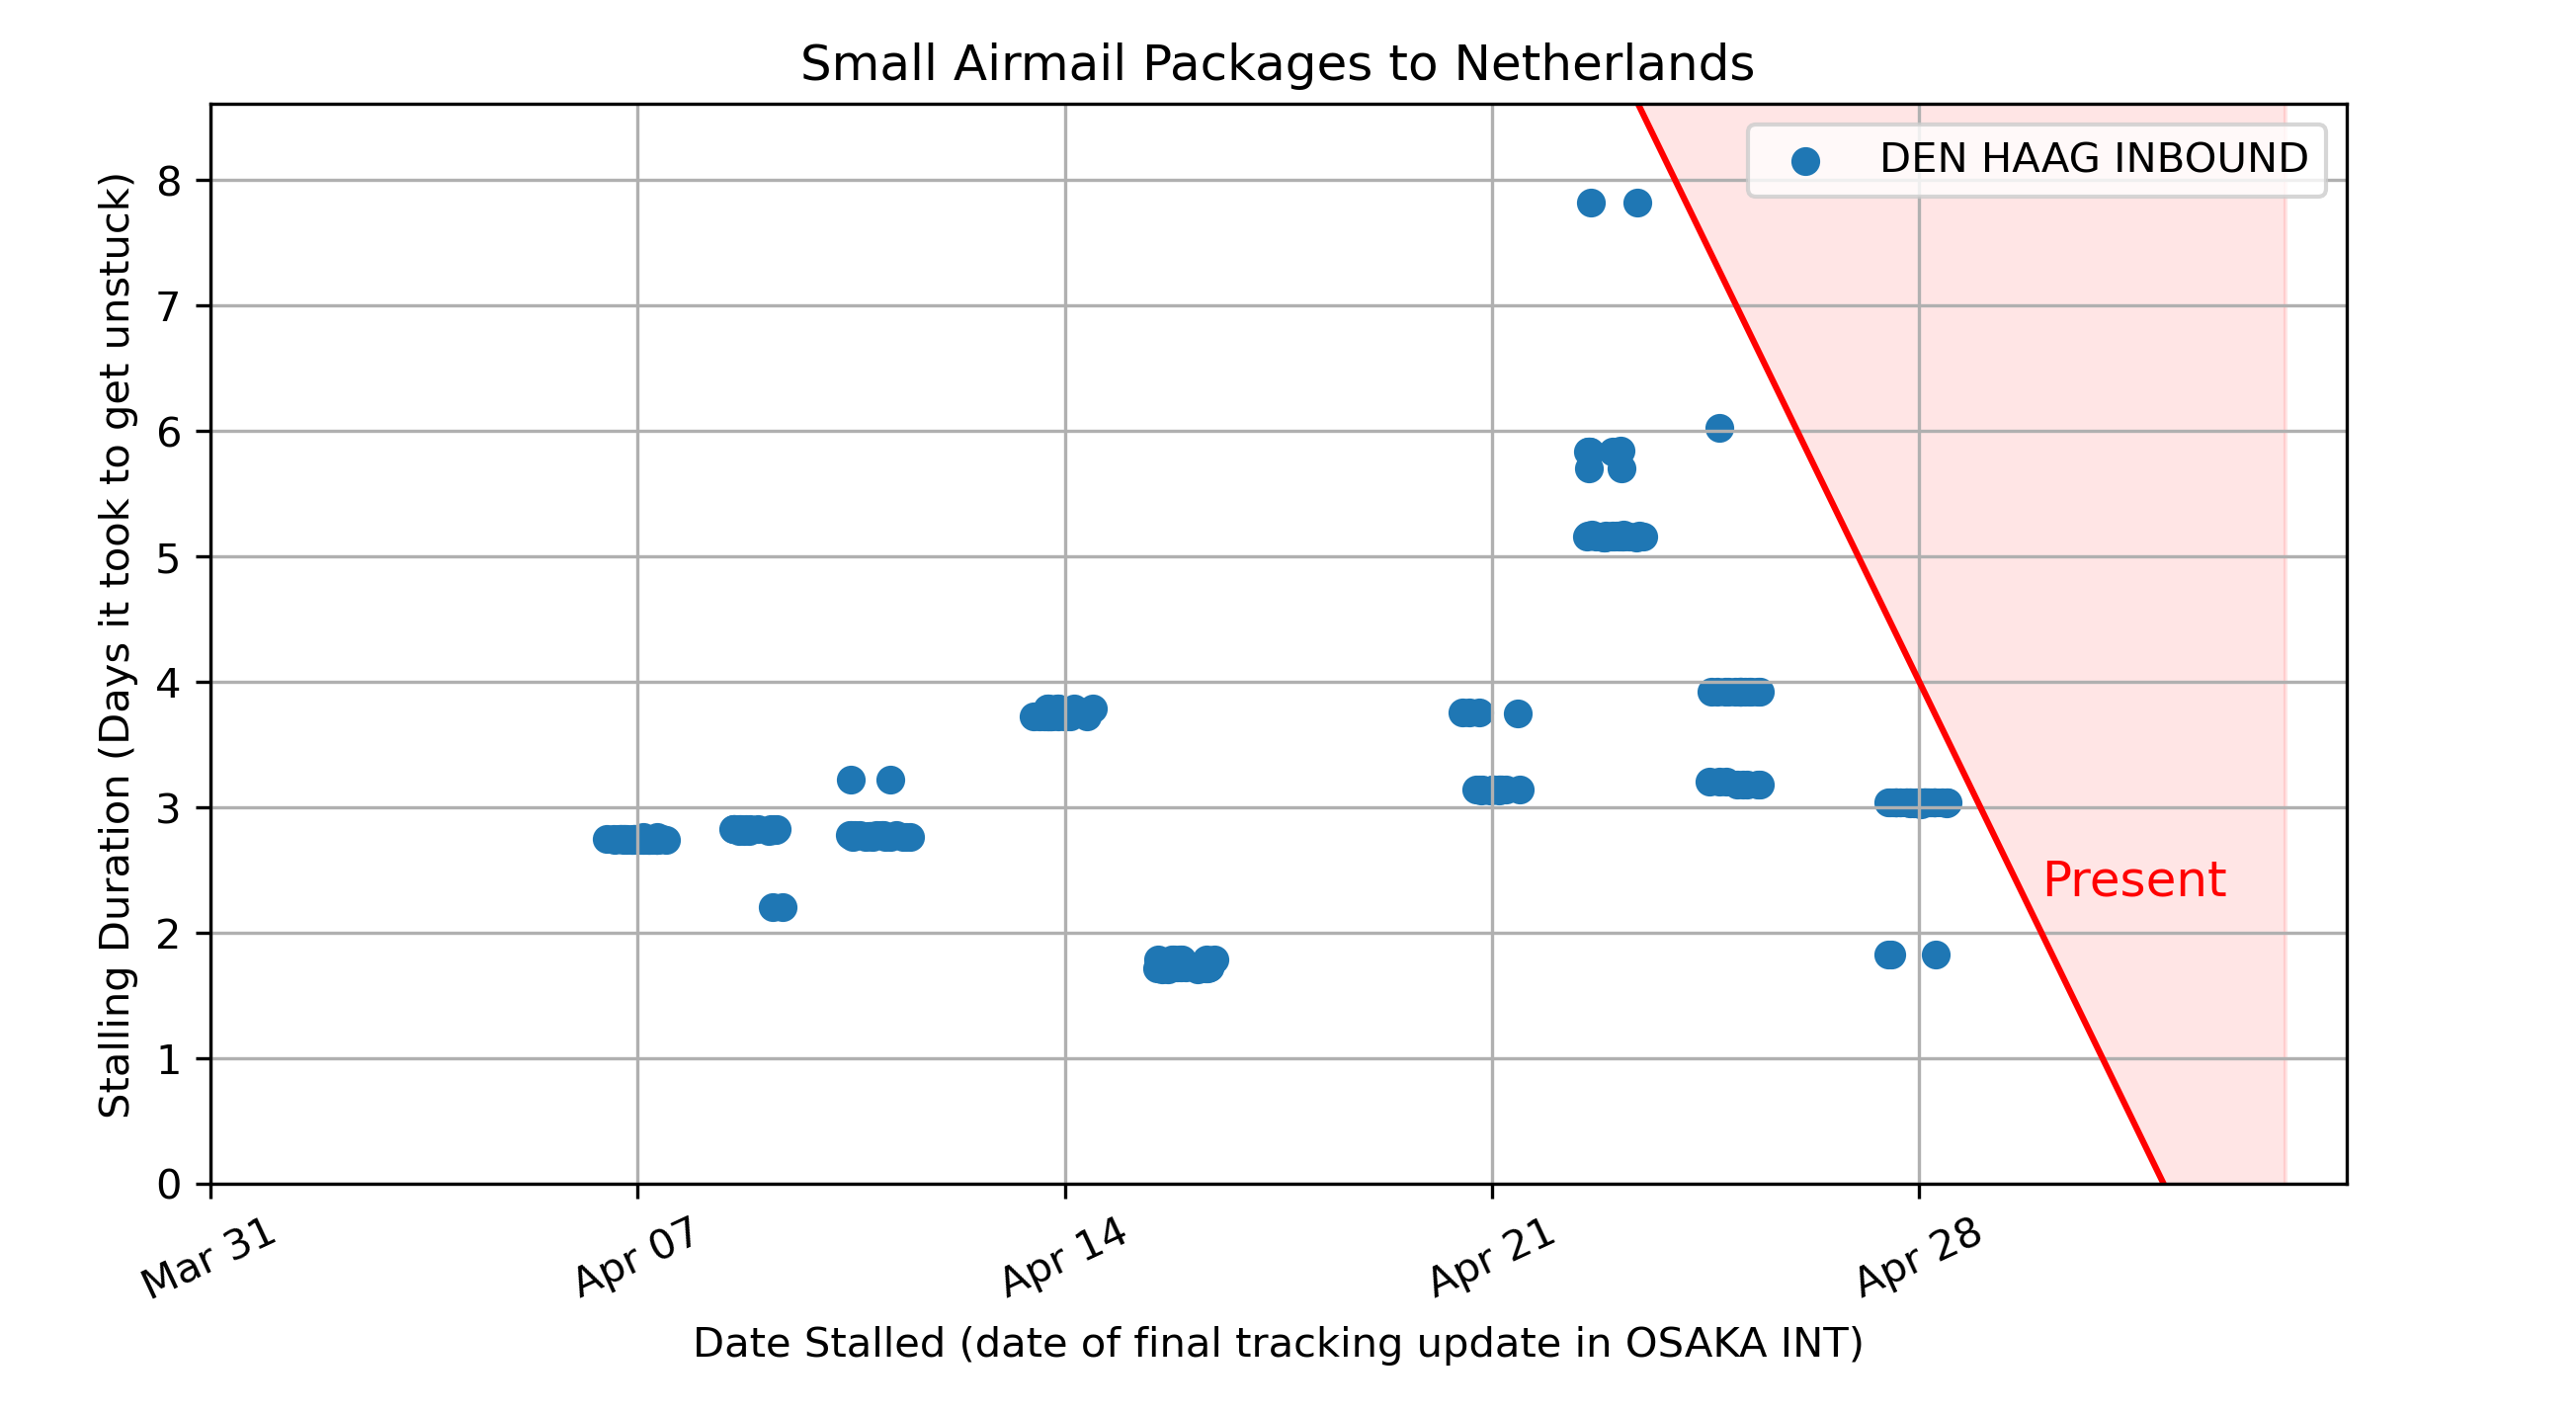 Small Airmail Packages to Netherlands
DEN HAAG INBOUND
Stalling Duration (Days it took to get unstuck)
8
7
6
5
4
3
2
1
0
Present
Mar 31
Apr 07
Apr 14
Apr 21
Apr 28
Date Stalled (date of final tracking update in OSAKA INT)